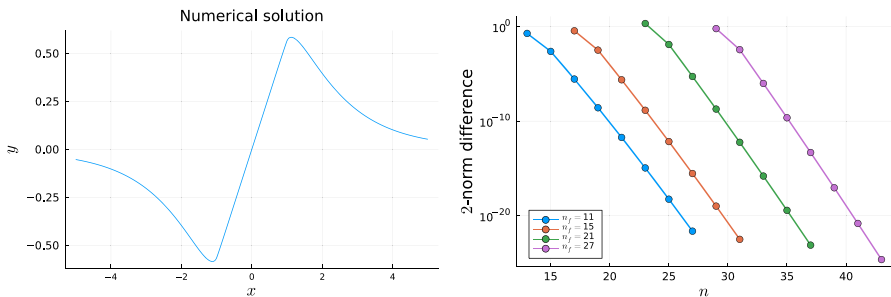 Numerical solution
y
0.50
0.25
0.00
−0.25
−0.50
−4
−2
0
2
4
x
2-norm difference
10^0
10^−10
10^−20
n_f = 11
n_f = 15
n_f = 21
n_f = 27
15
20
25
30
35
40
n